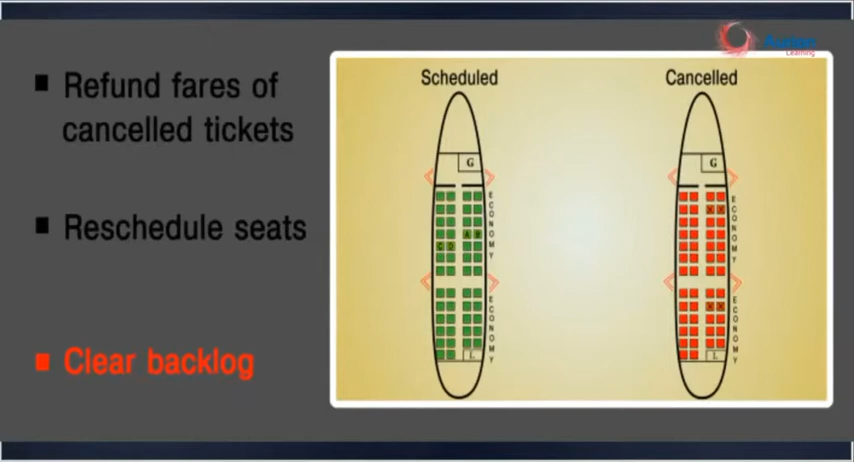 Refund fares of
cancelled tickets
Reschedule seats
Clear backlog
Scheduled
G
ECONOMY
A B
C D
ECONOMY
L
Cancelled
G
ECONOMY
X X
ECONOMY
X X
L
Learning